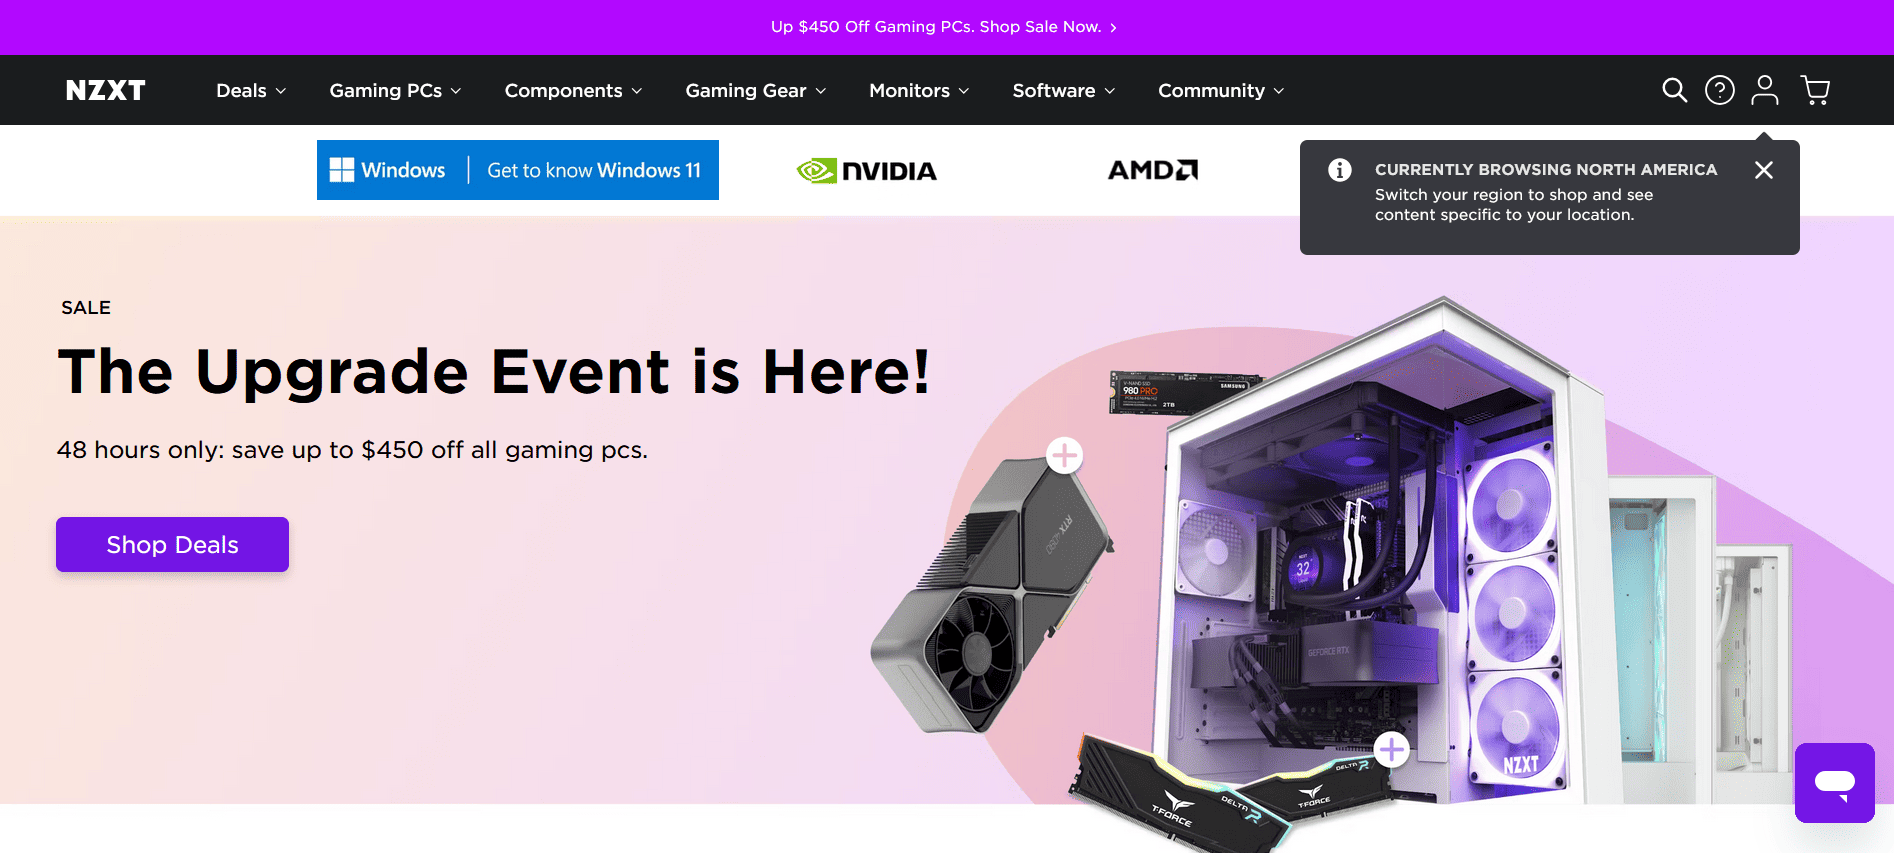 Up $450 Off Gaming PCs. Shop Sale Now.
NZXT
Deals
Gaming PCs
Components
Gaming Gear
Monitors
Software
Community
Windows
Get to know Windows 11
NVIDIA
AMD
CURRENTLY BROWSING NORTH AMERICA
Switch your region to shop and see
content specific to your location.
SALE
The Upgrade Event is Here!
48 hours only: save up to $450 off all gaming pcs.
Shop Deals
V-NAND SSD
980 PRO
2TB
SAMSUNG
NZXT
32°
GEFORCE RTX
NZXT
T-FORCE
DELTA R
T-FORCE
DELTA R